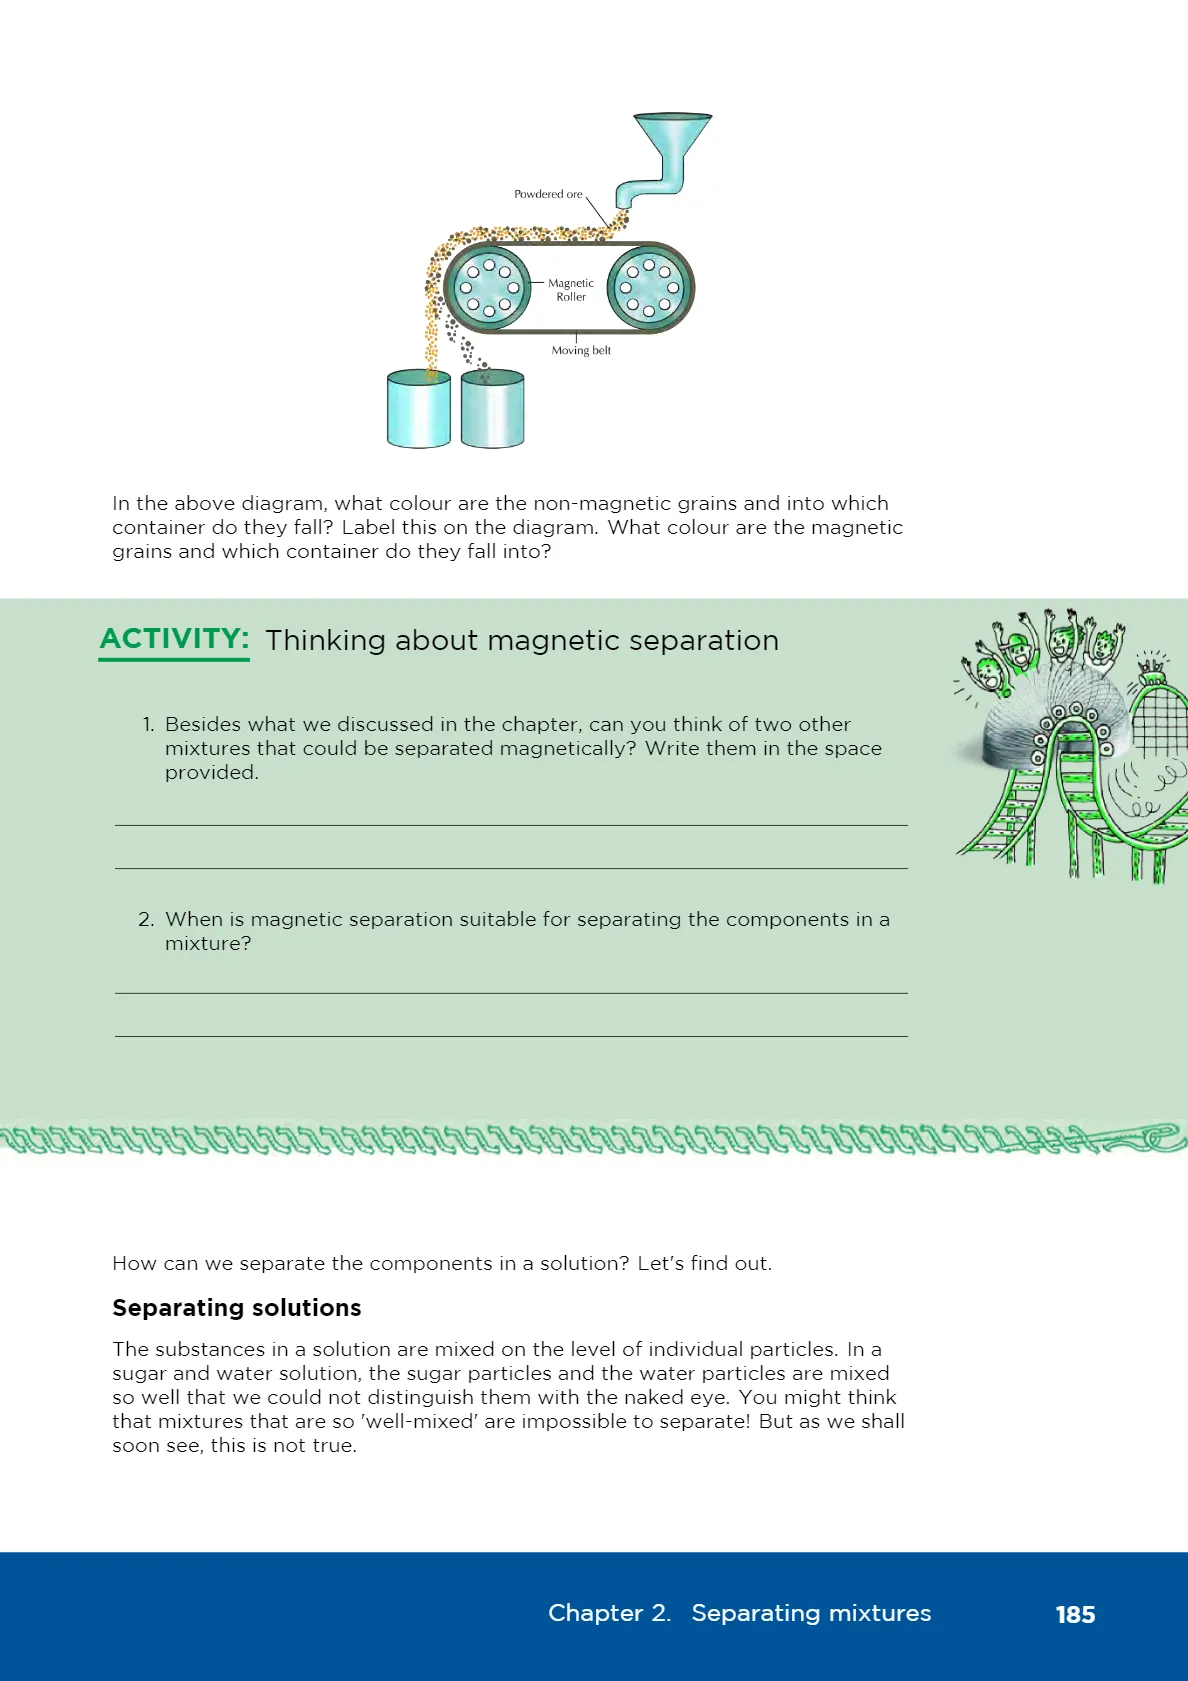 Powdered ore
Magnetic
Roller
Moving belt
In the above diagram, what colour are the non-magnetic grains and into which
container do they fall? Label this on the diagram. What colour are the magnetic
grains and which container do they fall into?
ACTIVITY: Thinking about magnetic separation
1. Besides what we discussed in the chapter, can you think of two other
mixtures that could be separated magnetically? Write them in the space
provided.
2. When is magnetic separation suitable for separating the components in a
mixture?
How can we separate the components in a solution? Let's find out.
Separating solutions
The substances in a solution are mixed on the level of individual particles. In a
sugar and water solution, the sugar particles and the water particles are mixed
so well that we could not distinguish them with the naked eye. You might think
that mixtures that are so 'well-mixed' are impossible to separate! But as we shall
soon see, this is not true.
Chapter 2. Separating mixtures 185